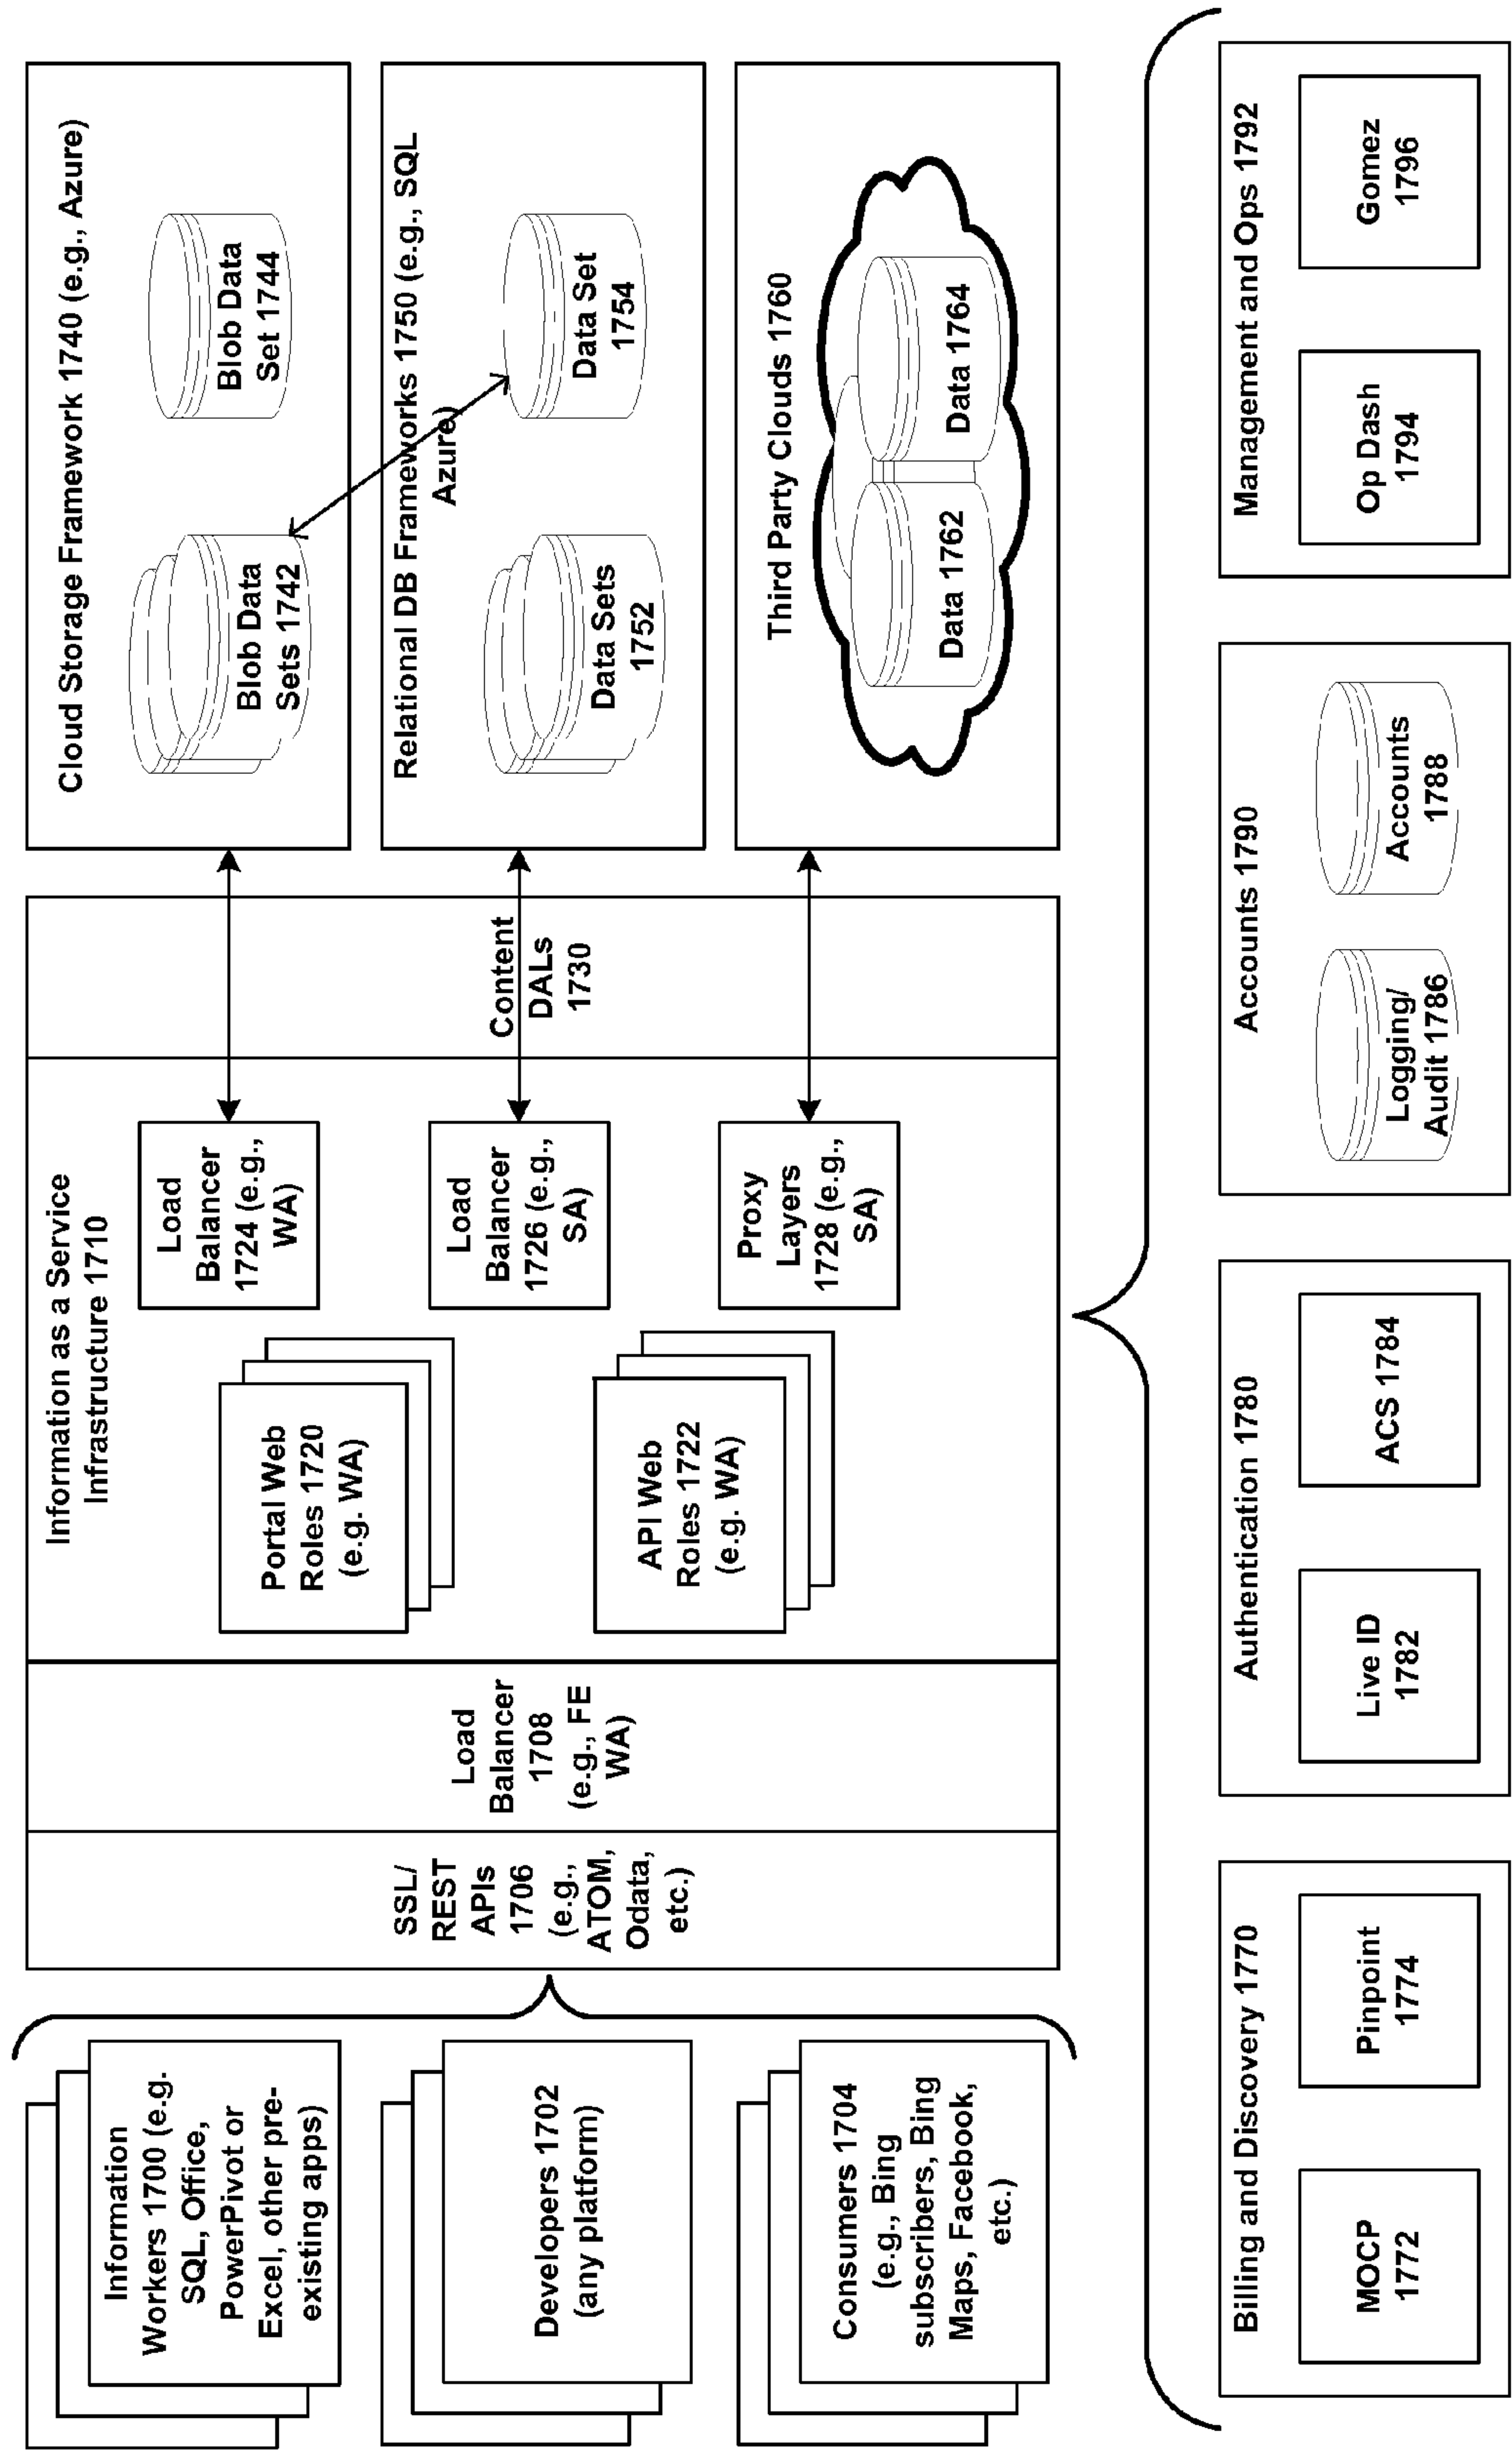 Information
Workers 1700 (e.g.
SQL, Office,
PowerPivot or
Excel, other pre-
existing apps)
Developers 1702
(any platform)
Consumers 1704
(e.g., Bing
subscribers, Bing
Maps, Facebook,
etc.)
SSL/
REST
APIs
1706
(e.g.,
ATOM,
Odata,
etc.)
Load
Balancer
1708
(e.g., FE
WA)
Information as a Service
Infrastructure 1710
Portal Web
Roles 1720
(e.g. WA)
API Web
Roles 1722
(e.g. WA)
Load
Balancer
1724 (e.g.,
WA)
Load
Balancer
1726 (e.g.,
SA)
Proxy
Layers
1728 (e.g.,
SA)
Content
DALs
1730
Cloud Storage Framework 1740 (e.g., Azure)
Blob Data
Sets 1742
Blob Data
Set 1744
Relational DB Frameworks 1750 (e.g., SQL
Azure)
Data Sets
1752
Data Set
1754
Third Party Clouds 1760
Data 1762
Data 1764
Billing and Discovery 1770
MOCP
1772
Pinpoint
1774
Authentication 1780
Live ID
1782
ACS 1784
Accounts 1790
Logging/
Audit 1786
Accounts
1788
Management and Ops 1792
Op Dash
1794
Gomez
1796